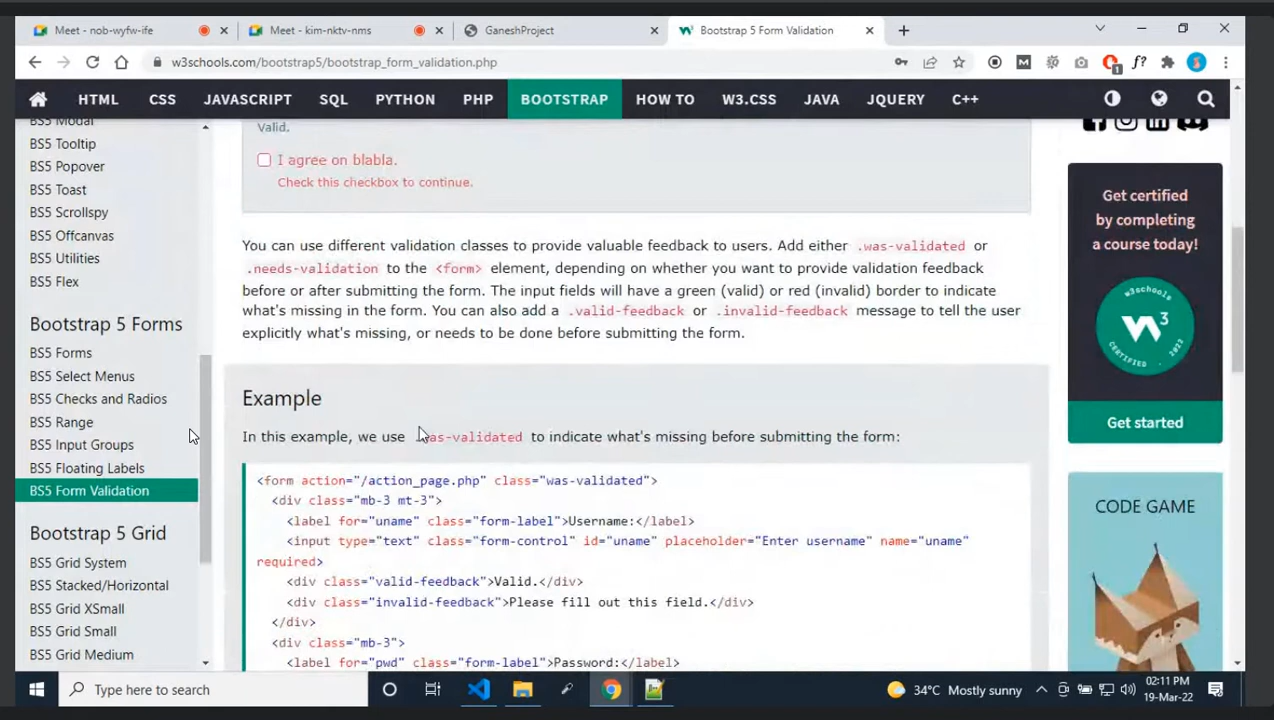 Meet - nob-wyfw-ife
Meet - kim-nktv-nms
GaneshProject
Bootstrap 5 Form Validation
w3schools.com/bootstrap5/bootstrap_form_validation.php
HTML CSS JAVASCRIPT SQL PYTHON PHP BOOTSTRAP HOW TO W3.CSS JAVA JQUERY C++
BS5 Modal
BS5 Tooltip
BS5 Popover
BS5 Toast
BS5 Scrollspy
BS5 Offcanvas
BS5 Utilities
BS5 Flex
Bootstrap 5 Forms
BS5 Forms
BS5 Select Menus
BS5 Checks and Radios
BS5 Range
BS5 Input Groups
BS5 Floating Labels
BS5 Form Validation
Bootstrap 5 Grid
BS5 Grid System
BS5 Stacked/Horizontal
BS5 Grid XSmall
BS5 Grid Small
BS5 Grid Medium
Valid.
I agree on blabla.
Check this checkbox to continue.
You can use different validation classes to provide valuable feedback to users. Add either .was-validated or
.needs-validation to the <form> element, depending on whether you want to provide validation feedback
before or after submitting the form. The input fields will have a green (valid) or red (invalid) border to indicate
what's missing in the form. You can also add a .valid-feedback or .invalid-feedback message to tell the user
explicitly what's missing, or needs to be done before submitting the form.
Example
In this example, we use .was-validated to indicate what's missing before submitting the form:
<form action="/action_page.php" class="was-validated">
<div class="mb-3 mt-3">
<label for="uname" class="form-label">Username:</label>
<input type="text" class="form-control" id="uname" placeholder="Enter username" name="uname"
required>
<div class="valid-feedback">Valid.</div>
<div class="invalid-feedback">Please fill out this field.</div>
</div>
<div class="mb-3">
<label for="pwd" class="form-label">Password:</label>
Get certified
by completing
a course today!
w3schools
CERTIFIED . 2022
Get started
CODE GAME
Type here to search
34°C Mostly sunny
02:11 PM
19-Mar-22